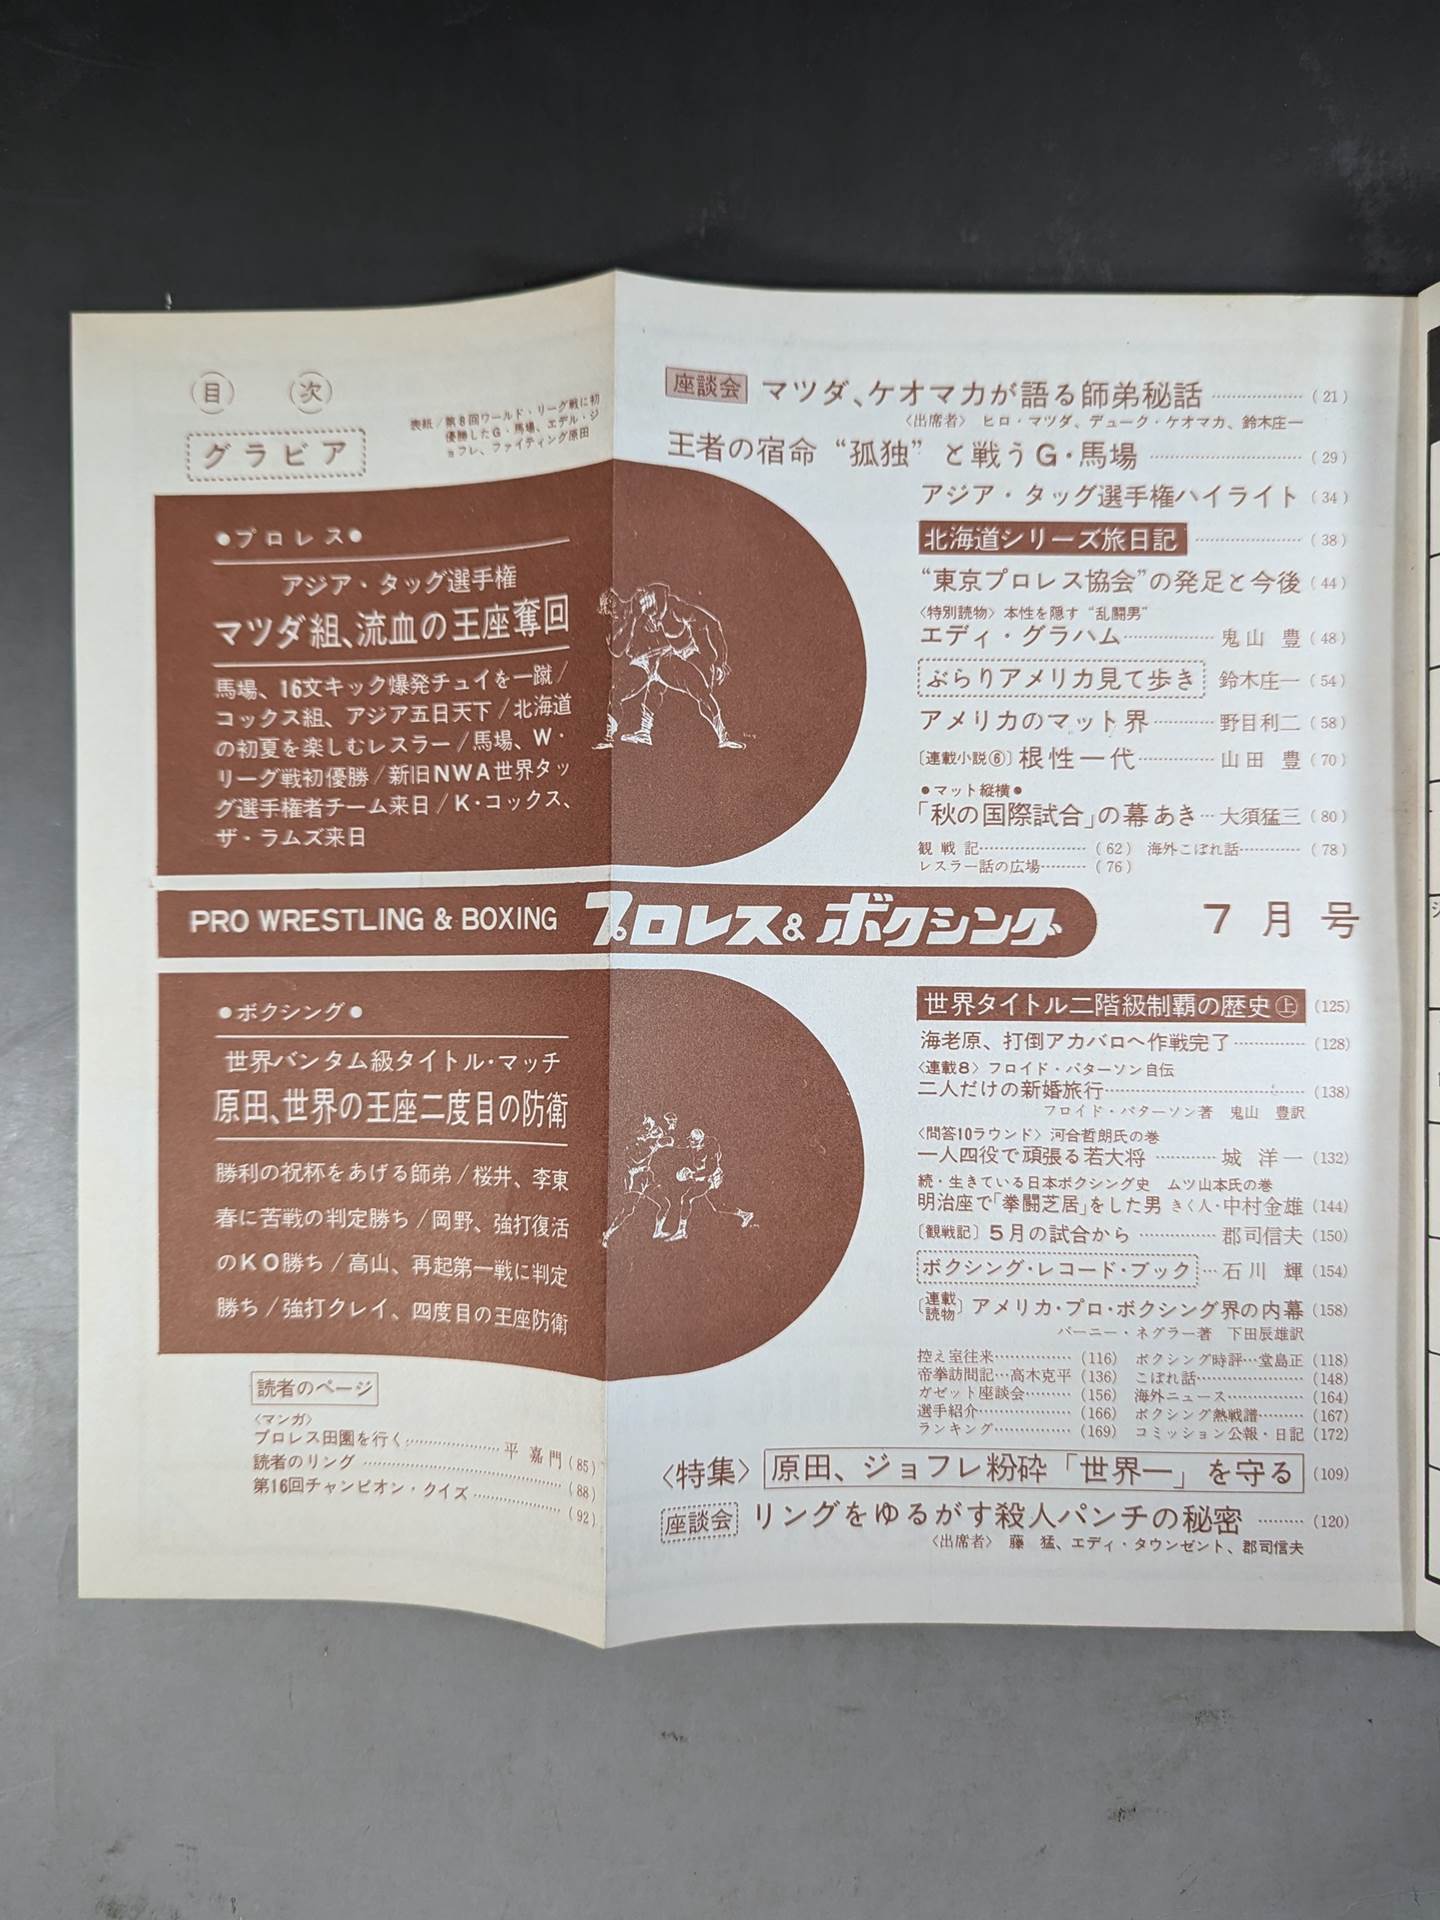 目 次
表紙/第8回ワールド・リーグ戦に初
優勝したG・馬場、エデル・ジ
ョフレ、ファイティング原田
グラビア
●プロレス●
アジア・タッグ選手権
マツダ組、流血の王座奪回
馬場、16文キック爆発チュイを一蹴/
コックス組、アジア五日天下/北海道
の初夏を楽しむレスラー/馬場、W・
リーグ戦初優勝/新旧NWA世界タッ
グ選手権者チーム来日/K・コックス、
ザ・ラムズ来日
座談会 マツダ、ケオマカが語る師弟秘話…………(21)
〈出席者〉 ヒロ・マツダ、デューク・ケオマカ、鈴木庄一
王者の宿命“孤独”と戦うG・馬場…………(29)
アジア・タッグ選手権ハイライト (34)
北海道シリーズ旅日記…………(38)
“東京プロレス協会”の発足と今後 (44)
〈特別読物〉本性を隠す“乱闘男”
エディ・グラハム…………鬼山 豊 (48)
ぶらりアメリカ見て歩き 鈴木庄一 (54)
アメリカのマット界…………野目利二 (58)
〔連載小説⑥〕根性一代…………山田 豊 (70)
●マット縦横●
「秋の国際試合」の幕あき…大須猛三 (80)
観戦記…………(62) 海外こぼれ話…………(78)
レスラー話の広場………(76)
PRO WRESTLING & BOXING プロレス&ボクシング 7月号
●ボクシング●
世界バンタム級タイトル・マッチ
原田、世界の王座二度目の防衛
勝利の祝杯をあげる師弟/桜井、李東
春に苦戦の判定勝ち/岡野、強打復活
のKO勝ち/高山、再起第一戦に判定
勝ち/強打クレイ、四度目の王座防衛
世界タイトル二階級制覇の歴史㊤ (125)
海老原、打倒アカバロへ作戦完了…………(128)
〈連載8〉フロイド・パターソン自伝
二人だけの新婚旅行…………(138)
フロイド・パターソン著 鬼山 豊訳
〈問答10ラウンド〉河合哲朗氏の巻
一人四役で頑張る若大将…………城 洋一 (132)
続・生きている日本ボクシング史 ムツ山本氏の巻
明治座で「拳闘芝居」をした男 きく人・中村金雄 (144)
〔観戦記〕5月の試合から…………郡司信夫 (150)
ボクシング・レコード・ブック…石川 輝 (154)
〔連載読物〕アメリカ・プロ・ボクシング界の内幕 (158)
バーニー・ネグラー著 下田辰雄訳
控え室往来…………(116) ボクシング時評…堂島正 (118)
帝拳訪問記…高木克平 (136) こぼれ話…………(148)
ガゼット座談会………(156) 海外ニュース…………(164)
選手紹介…………(166) ボクシング熱戦譜………(167)
ランキング…………(169) コミッション公報・日記 (172)
〈特集〉原田、ジョフレ粉砕「世界一」を守る (109)
座談会 リングをゆるがす殺人パンチの秘密………(120)
〈出席者〉 藤 猛、エディ・タウンゼント、郡司信夫
読者のページ
〈マンガ〉
プロレス田園を行く…………平 嘉門 (85)
読者のリング…………(88)
第16回チャンピオン・クイズ…………(92)